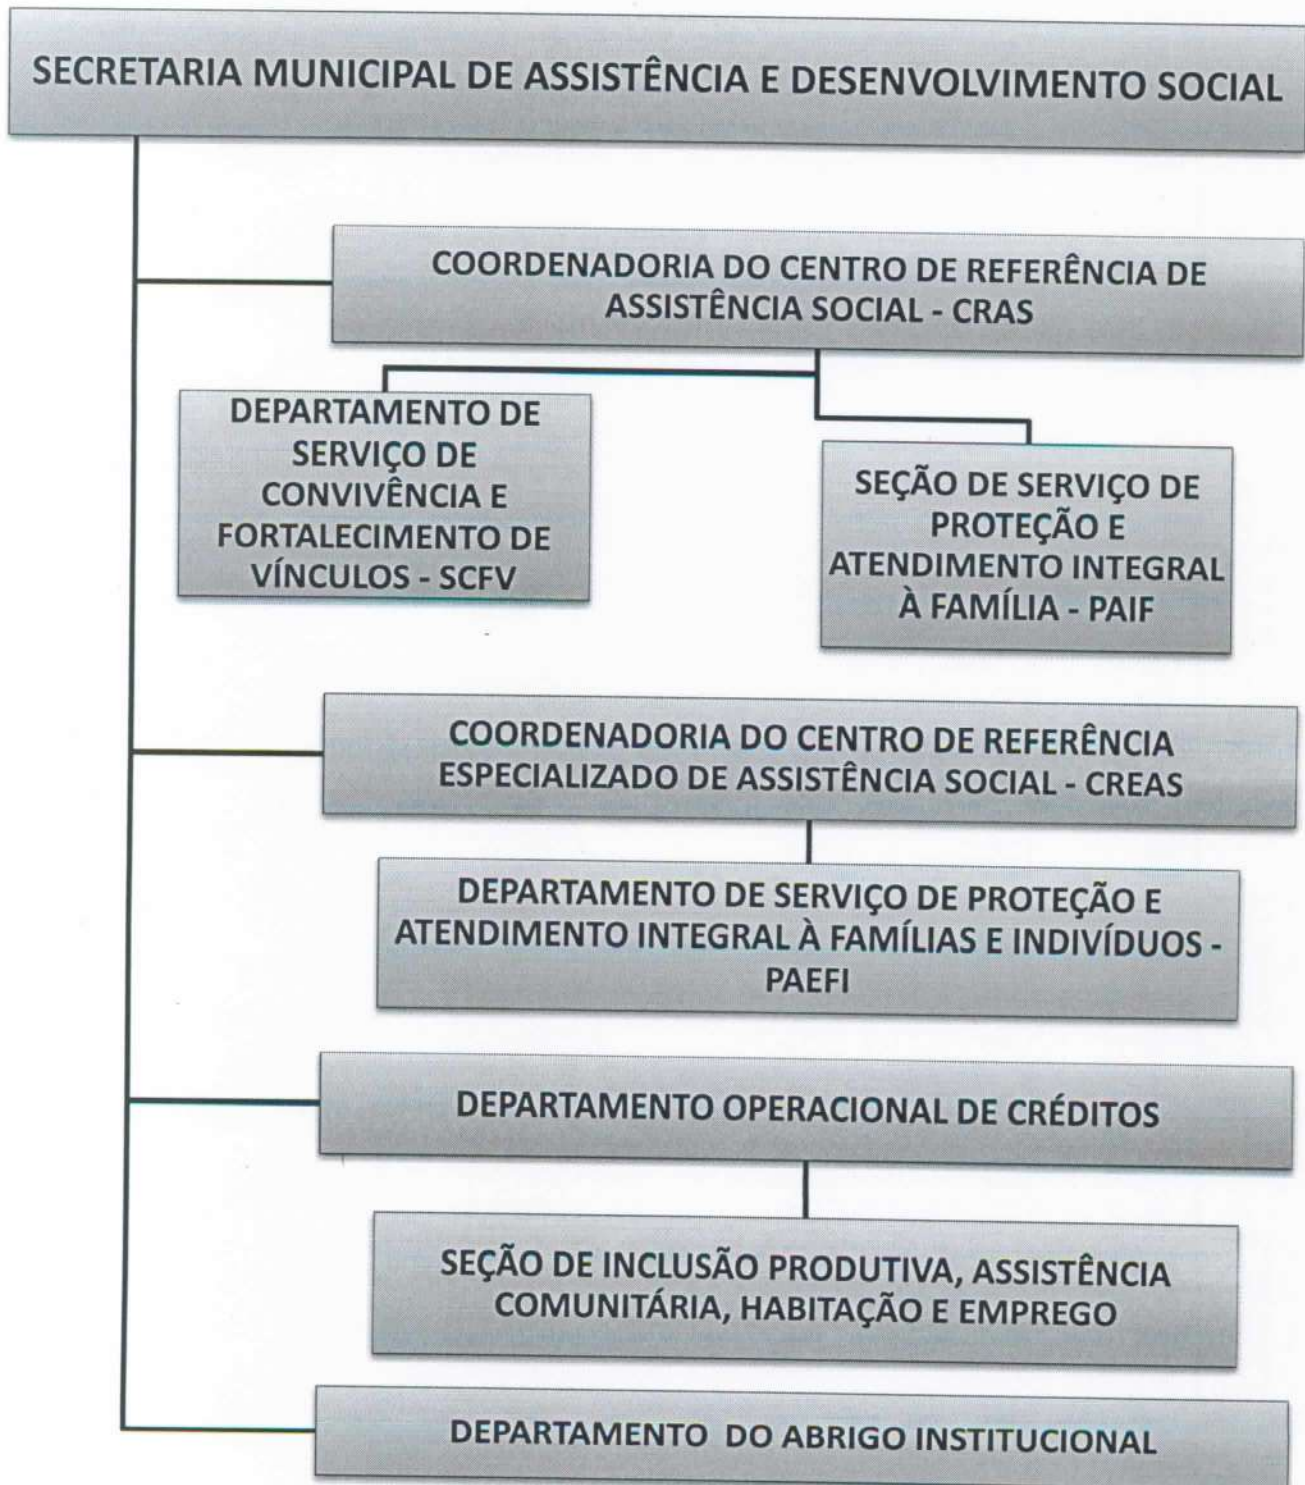 SECRETARIA MUNICIPAL DE ASSISTÊNCIA E DESENVOLVIMENTO SOCIAL
COORDENADORIA DO CENTRO DE REFERÊNCIA DE
ASSISTÊNCIA SOCIAL - CRAS
DEPARTAMENTO DE
SERVIÇO DE
CONVIVÊNCIA E
FORTALECIMENTO DE
VÍNCULOS - SCFV
SEÇÃO DE SERVIÇO DE
PROTEÇÃO E
ATENDIMENTO INTEGRAL
À FAMÍLIA - PAIF
COORDENADORIA DO CENTRO DE REFERÊNCIA
ESPECIALIZADO DE ASSISTÊNCIA SOCIAL - CREAS
DEPARTAMENTO DE SERVIÇO DE PROTEÇÃO E
ATENDIMENTO INTEGRAL À FAMÍLIAS E INDIVÍDUOS -
PAEFI
DEPARTAMENTO OPERACIONAL DE CRÉDITOS
SEÇÃO DE INCLUSÃO PRODUTIVA, ASSISTÊNCIA
COMUNITÁRIA, HABITAÇÃO E EMPREGO
DEPARTAMENTO DO ABRIGO INSTITUCIONAL